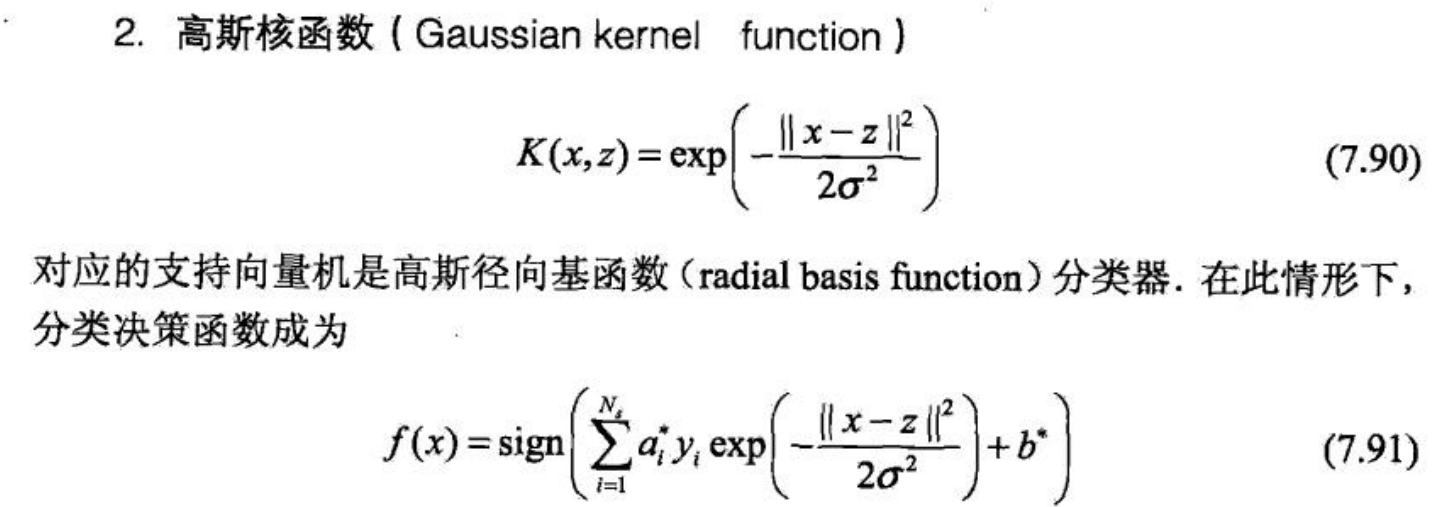 2. 高斯核函数（Gaussian kernel function）
K(x,z) = exp(-‖x-z‖²/2σ²) (7.90)
对应的支持向量机是高斯径向基函数（radial basis function）分类器. 在此情形下,
分类决策函数成为
f(x) = sign(∑_{i=1}^{N_s} a_i^* y_i exp(-‖x-z‖²/2σ²) + b^*) (7.91)